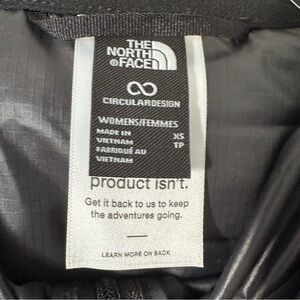 THE
NORTH
FACE
CIRCULARDESIGN
WOMENS/FEMMES
MADE IN XS
VIETNAM TP
FABRIQUÉ AU
VIETNAM
product isn't.
Get it back to us to keep
the adventures going.
LEARN MORE ON BACK